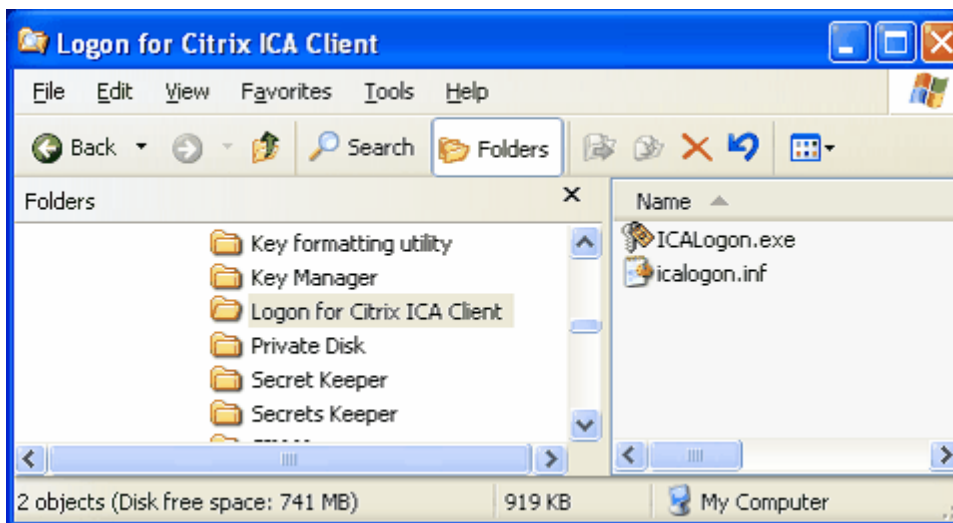 Logon for Citrix ICA Client
File Edit View Favorites Tools Help
Back Search Folders
Folders
Key formatting utility
Key Manager
Logon for Citrix ICA Client
Private Disk
Secret Keeper
Secrets Keeper
Name
ICALogon.exe
icalogon.inf
2 objects (Disk free space: 741 MB) 919 KB My Computer